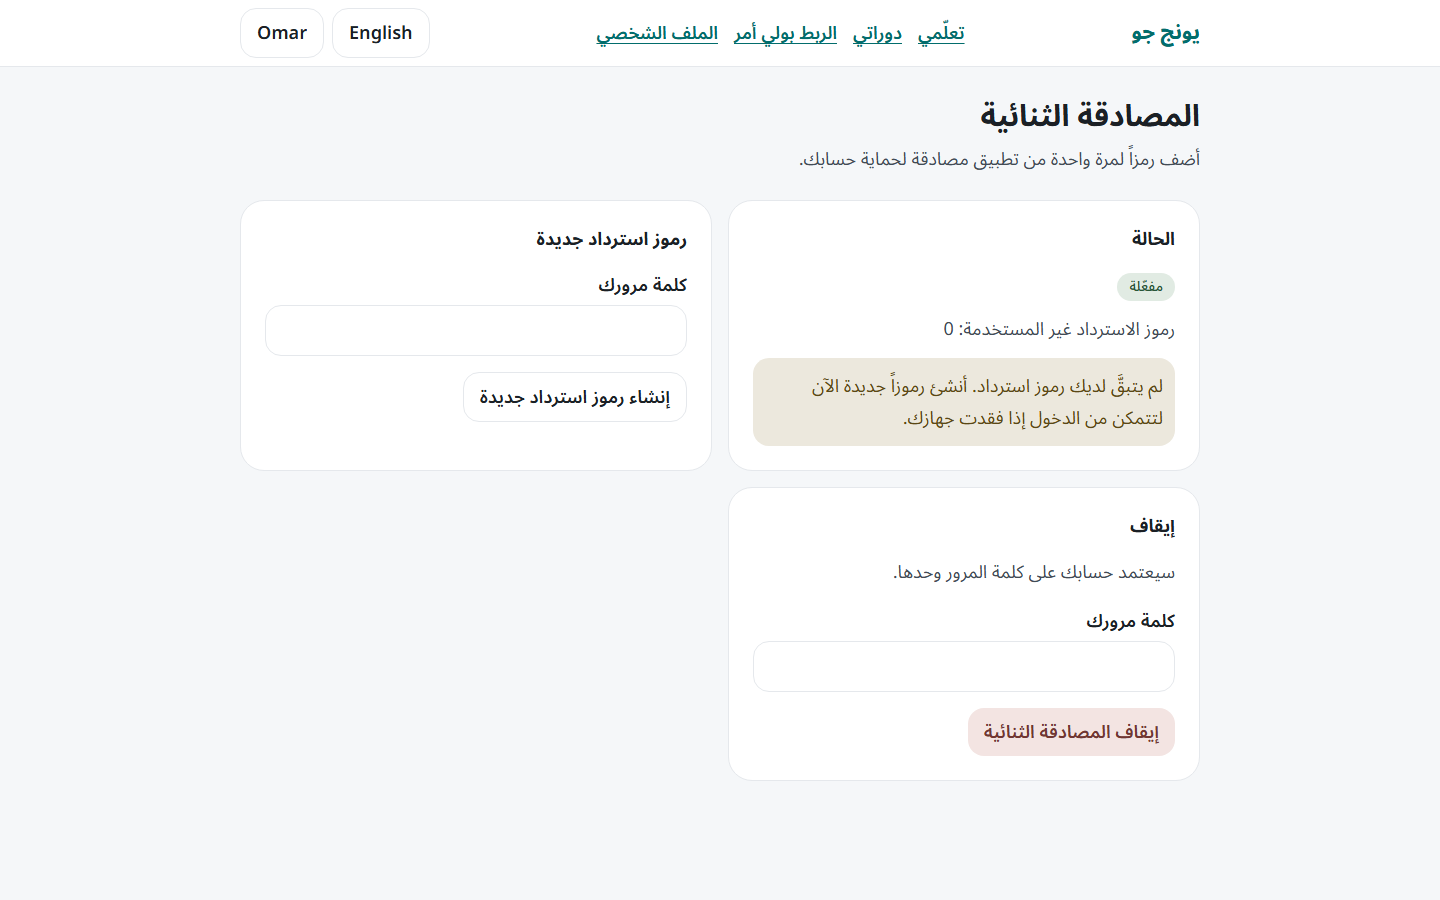 يونج جو
تعلّمي
دوراتي
الربط بولي أمر
الملف الشخصي
English
Omar
المصادقة الثنائية
أضف رمزاً لمرة واحدة من تطبيق مصادقة لحماية حسابك.
الحالة
مفعّلة
رموز الاسترداد غير المستخدمة: 0
لم يتبقَّ لديك رموز استرداد. أنشئ رموزاً جديدة الآن
لتتمكن من الدخول إذا فقدت جهازك.
رموز استرداد جديدة
كلمة مرورك
إنشاء رموز استرداد جديدة
إيقاف
سيعتمد حسابك على كلمة المرور وحدها.
كلمة مرورك
إيقاف المصادقة الثنائية